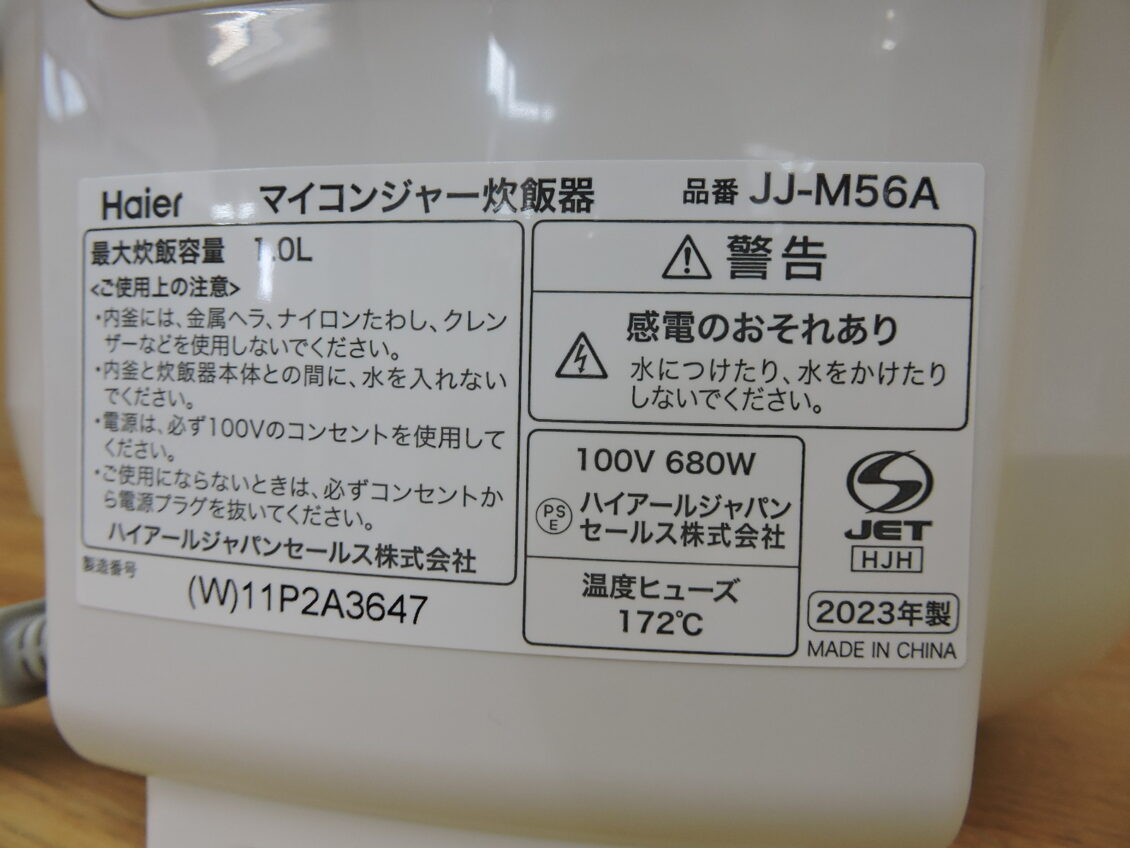 Haier マイコンジャー炊飯器 品番 JJ-M56A
最大炊飯容量 1.0L
<ご使用上の注意>
・内釜には、金属ヘラ、ナイロンたわし、クレン
ザーなどを使用しないでください。
・内釜と炊飯器本体との間に、水を入れない
でください。
・電源は、必ず100Vのコンセントを使用して
ください。
・ご使用にならないときは、必ずコンセントか
ら電源プラグを抜いてください。
ハイアールジャパンセールス株式会社
製造番号
(W)11P2A3647
警告
感電のおそれあり
水につけたり、水をかけたり
しないでください。
100V 680W
PS
E
ハイアールジャパン
セールス株式会社
温度ヒューズ
172℃
JET
HJH
2023年製
MADE IN CHINA